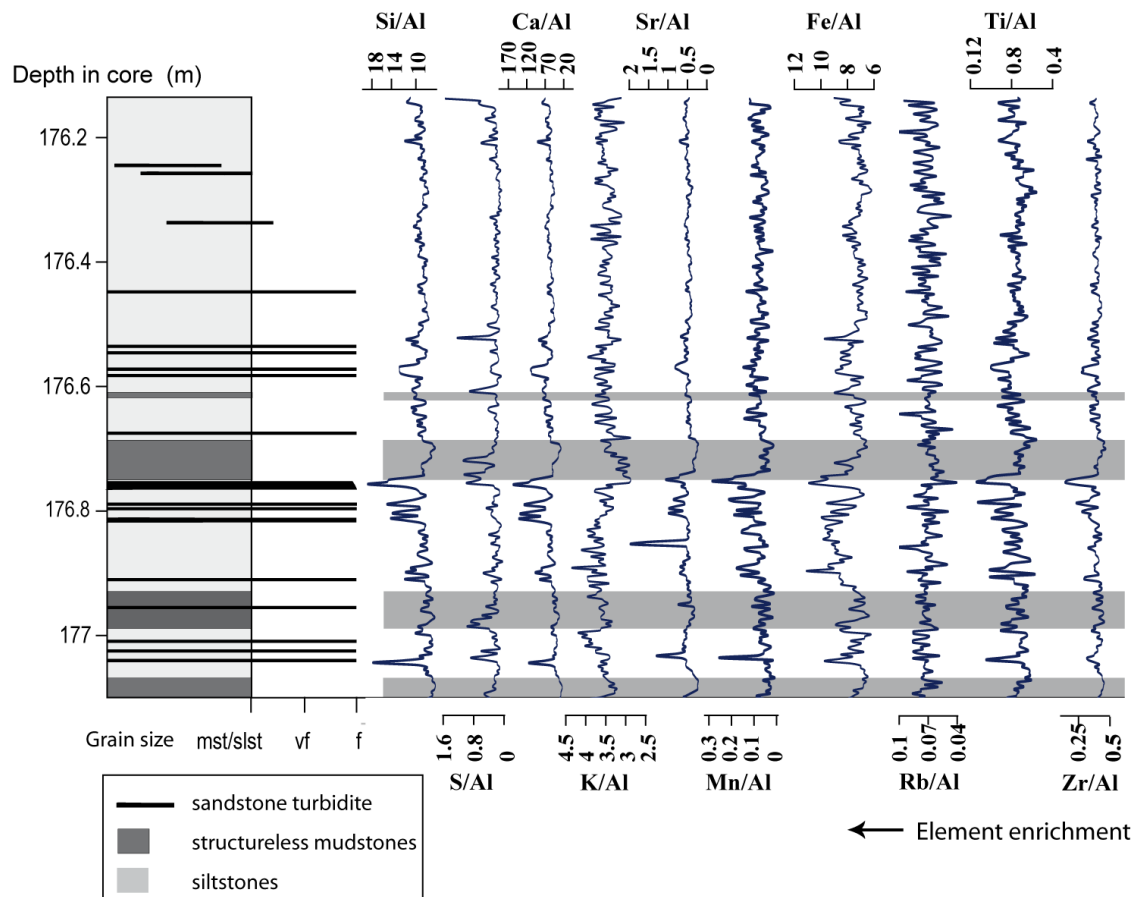 Si/Al Ca/Al Sr/Al Fe/Al Ti/Al
18 14 10 170 120 70 20 2 1.5 1 0.5 0 12 10 8 6 0.12 0.8 0.4
Depth in core (m)
176.2
176.4
176.6
176.8
177
Grain size mst/slst vf f
1.6 0.8 0 4.5 4 3.5 3 2.5 0.3 0.2 0.1 0 0.1 0.07 0.04 0.25 0.5
S/Al K/Al Mn/Al Rb/Al Zr/Al
sandstone turbidite
structureless mudstones
siltstones
Element enrichment